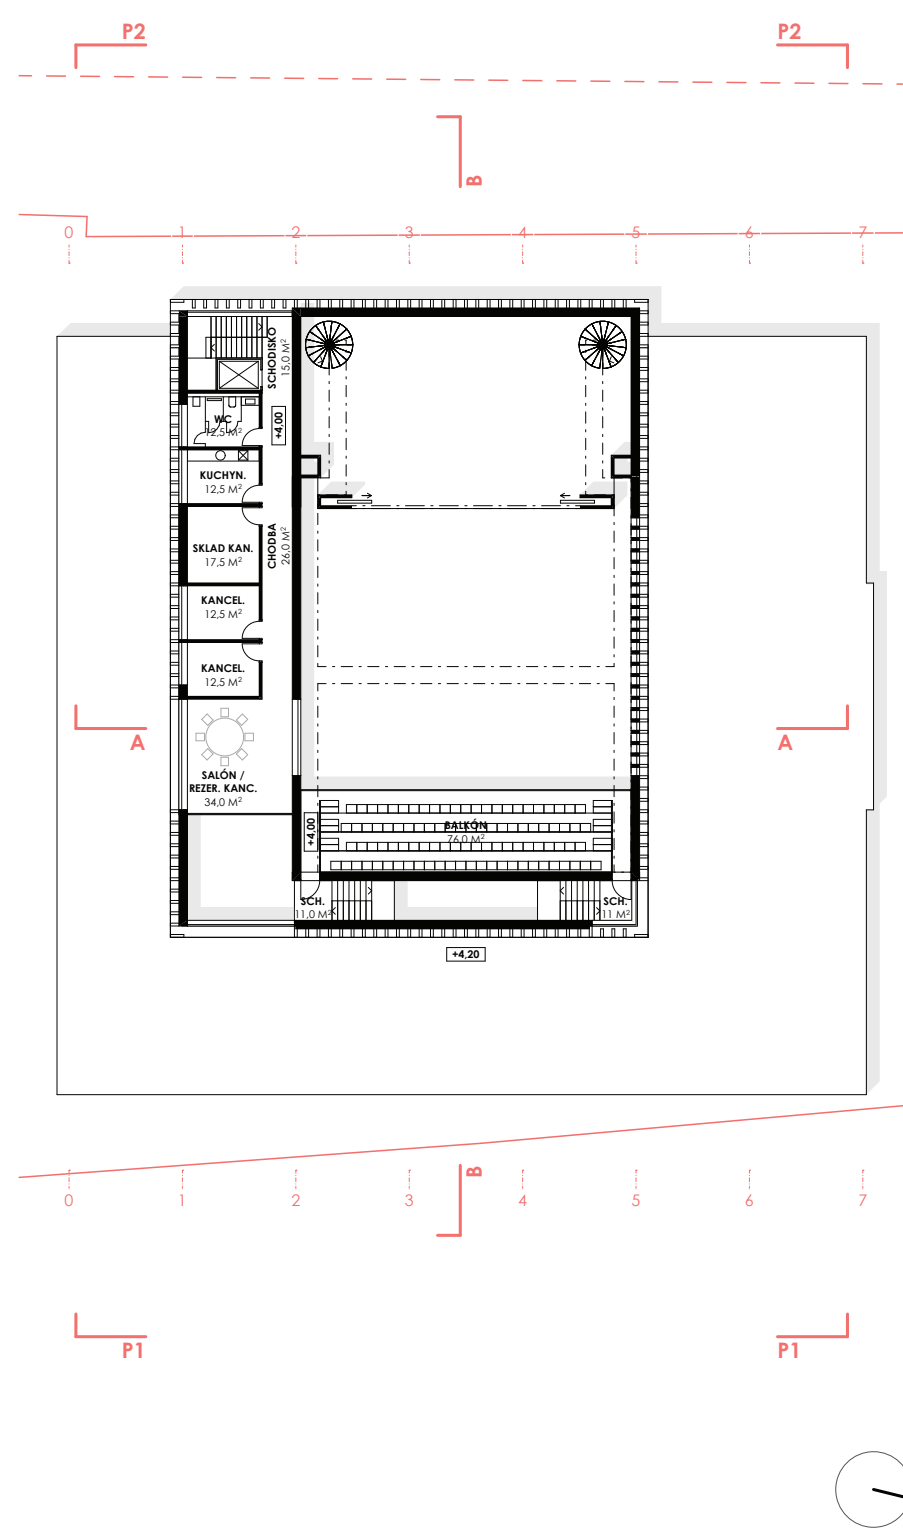 P2
P2
B
0 1 2 3 4 5 6 7
SCHODISKO
15,0 M²
WC
12,5 M²
+4,00
KUCHYN.
12,5 M²
CHODBA
26,0 M²
SKLAD KAN.
17,5 M²
KANCEL.
12,5 M²
KANCEL.
12,5 M²
A
A
SALÓN /
REZER. KANC.
34,0 M²
+4,00
BALKÓN
76,0 M²
SCH.
11,0 M²
SCH.
11 M²
+4,20
B
0 1 2 3 4 5 6 7
P1
P1